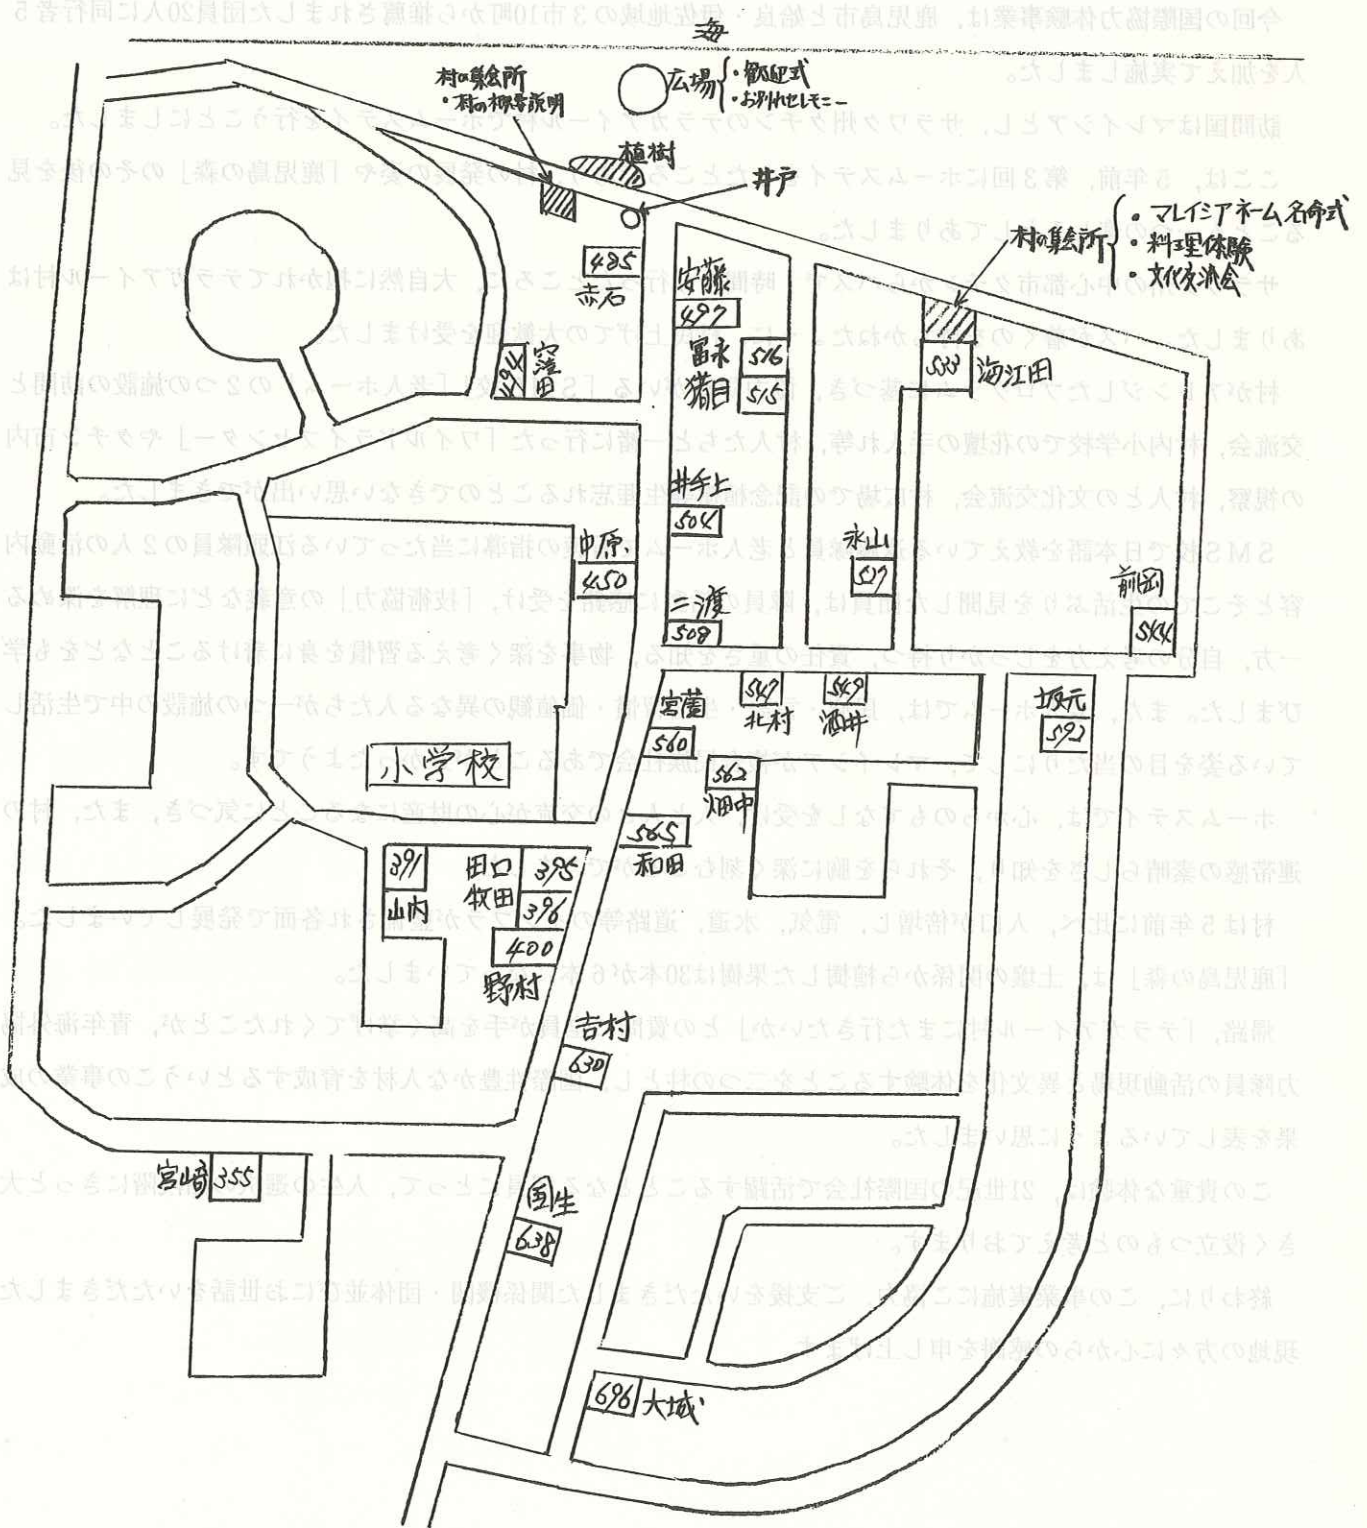 海
村の集会所
・村の概要説明
広場
・歓迎式
・お別れセレモニー
植樹
井戸
村の集会所
・マレイシアネーム名命式
・料理体験
・文化交流会
485
赤石
安藤
497
494
窪田
冨永
516
猪目
515
533
海江田
井手上
504
中原
450
二渡
508
永山
527
前岡
544
宮薗
560
547
北村
549
酒井
坂元
592
562
畑中
小学校
565
和田
391
山内
田口
395
牧田
396
400
野村
吉村
630
宮崎
355
国生
638
696
大城